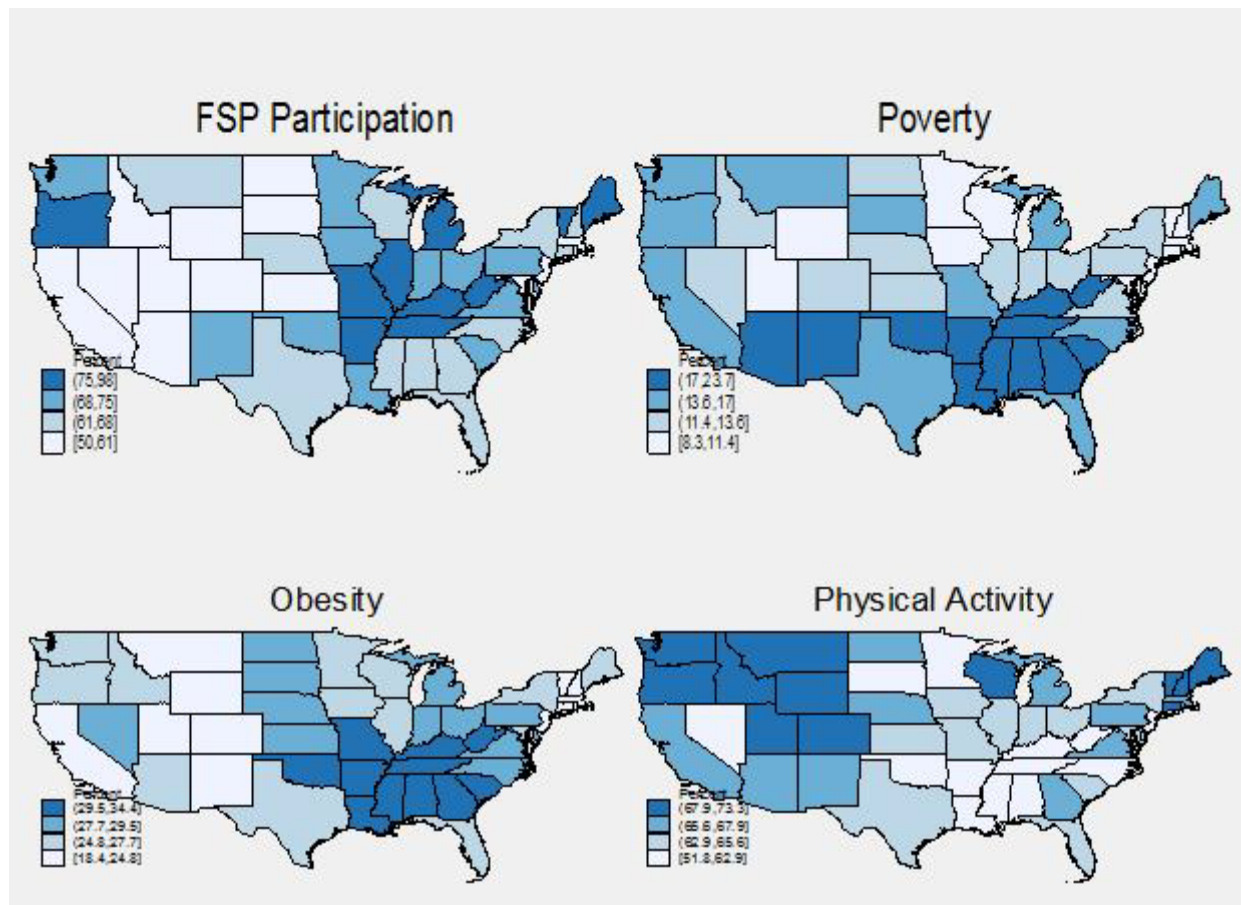 FSP Participation
Percent
(75,98]
(68,75]
(61,68]
[50,61]
Poverty
Percent
(17,23.7]
(13.6,17]
(11.4,13.6]
[8.3,11.4]
Obesity
Percent
(29.5,34.4]
(27.7,29.5]
(24.8,27.7]
[18.4,24.8]
Physical Activity
Percent
(67.9,73.3]
(65.6,67.9]
(62.9,65.6]
[51.8,62.9]